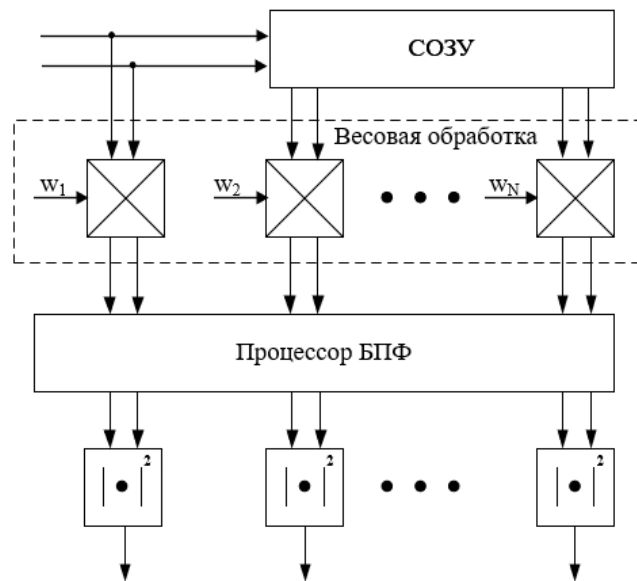 СОЗУ
Весовая обработка
w₁ w₂ • • • wN
Процессор БПФ
|•|² |•|² • • • |•|²